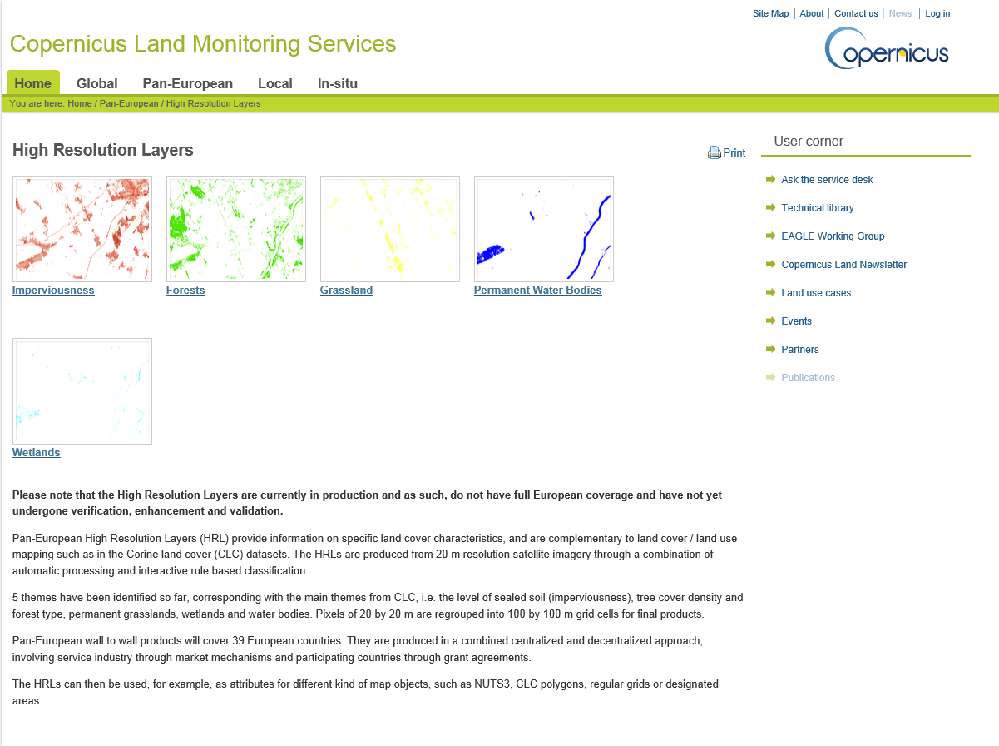 Site Map | About | Contact us | News | Log in
Copernicus Land Monitoring Services
Copernicus
Home Global Pan-European Local In-situ
You are here: Home / Pan-European / High Resolution Layers
High Resolution Layers
Print
User corner
Imperviousness Forests Grassland Permanent Water Bodies
Wetlands
Ask the service desk
Technical library
EAGLE Working Group
Copernicus Land Newsletter
Land use cases
Events
Partners
Publications
Please note that the High Resolution Layers are currently in production and as such, do not have full European coverage and have not yet
undergone verification, enhancement and validation.
Pan-European High Resolution Layers (HRL) provide information on specific land cover characteristics, and are complementary to land cover / land use
mapping such as in the Corine land cover (CLC) datasets. The HRLs are produced from 20 m resolution satellite imagery through a combination of
automatic processing and interactive rule based classification.
5 themes have been identified so far, corresponding with the main themes from CLC, i.e. the level of sealed soil (imperviousness), tree cover density and
forest type, permanent grasslands, wetlands and water bodies. Pixels of 20 by 20 m are regrouped into 100 by 100 m grid cells for final products.
Pan-European wall to wall products will cover 39 European countries. They are produced in a combined centralized and decentralized approach,
involving service industry through market mechanisms and participating countries through grant agreements.
The HRLs can then be used, for example, as attributes for different kind of map objects, such as NUTS3, CLC polygons, regular grids or designated
areas.